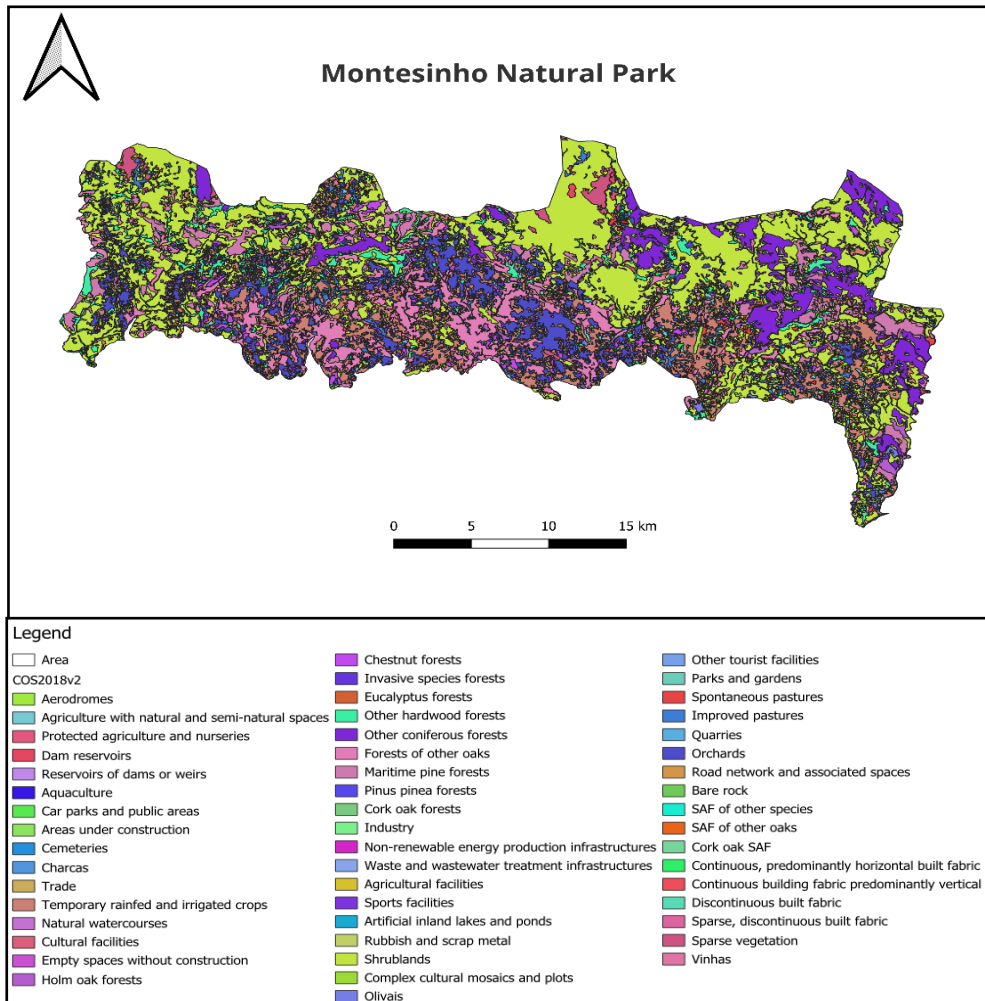 Montesinho Natural Park
0 5 10 15 km
Legend
Area
COS2018v2
Aerodromes
Agriculture with natural and semi-natural spaces
Protected agriculture and nurseries
Dam reservoirs
Reservoirs of dams or weirs
Aquaculture
Car parks and public areas
Areas under construction
Cemeteries
Charcas
Trade
Temporary rainfed and irrigated crops
Natural watercourses
Cultural facilities
Empty spaces without construction
Holm oak forests
Chestnut forests
Invasive species forests
Eucalyptus forests
Other hardwood forests
Other coniferous forests
Forests of other oaks
Maritime pine forests
Pinus pinea forests
Cork oak forests
Industry
Non-renewable energy production infrastructures
Waste and wastewater treatment infrastructures
Agricultural facilities
Sports facilities
Artificial inland lakes and ponds
Rubbish and scrap metal
Shrublands
Complex cultural mosaics and plots
Olivais
Other tourist facilities
Parks and gardens
Spontaneous pastures
Improved pastures
Quarries
Orchards
Road network and associated spaces
Bare rock
SAF of other species
SAF of other oaks
Cork oak SAF
Continuous, predominantly horizontal built fabric
Continuous building fabric predominantly vertical
Discontinuous built fabric
Sparse, discontinuous built fabric
Sparse vegetation
Vinhas